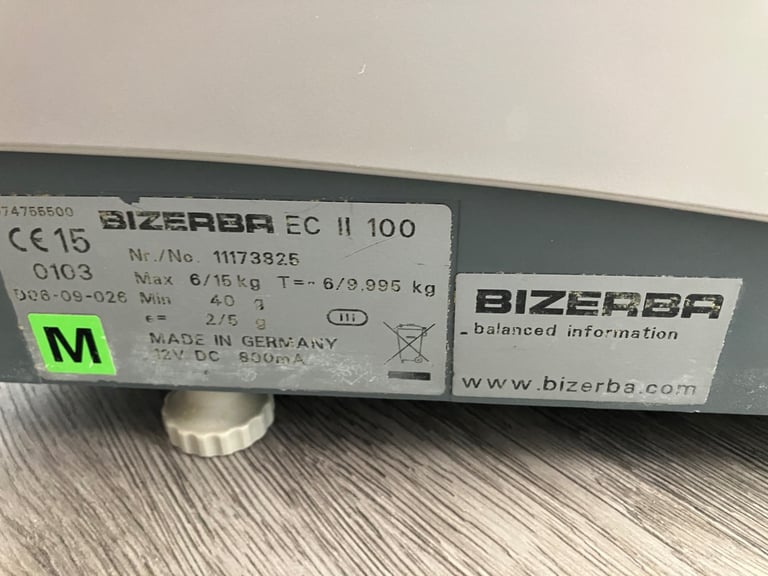 74755500
BIZERBA EC II 100
CE 15
Nr./No. 11173825
0103
Max 6/15 kg T=- 6/9.995 kg
D08-09-026
Min 40 g
e= 2/5 g
III
M
MADE IN GERMANY
12V DC 800mA
BIZERBA
balanced information
www.bizerba.com